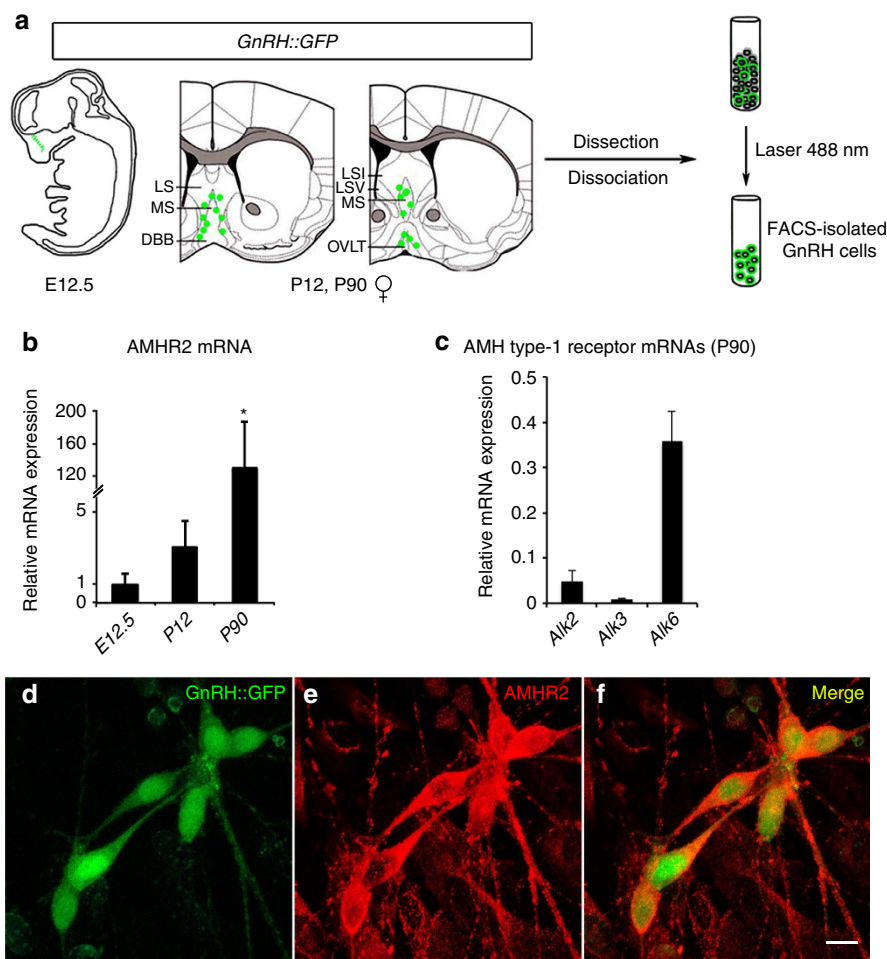 a
GnRH::GFP
LS
MS
DBB
LSI
LSV
MS
OVLT
E12.5
P12, P90 ♀
Dissection
Dissociation
Laser 488 nm
FACS-isolated
GnRH cells
b
AMHR2 mRNA
Relative mRNA expression
200
160
120
5
1
0
*
E12.5
P12
P90
c
AMH type-1 receptor mRNAs (P90)
Relative mRNA expression
0.5
0.4
0.3
0.2
0.1
0
Alk2
Alk3
Alk6
d
GnRH::GFP
e
AMHR2
f
Merge